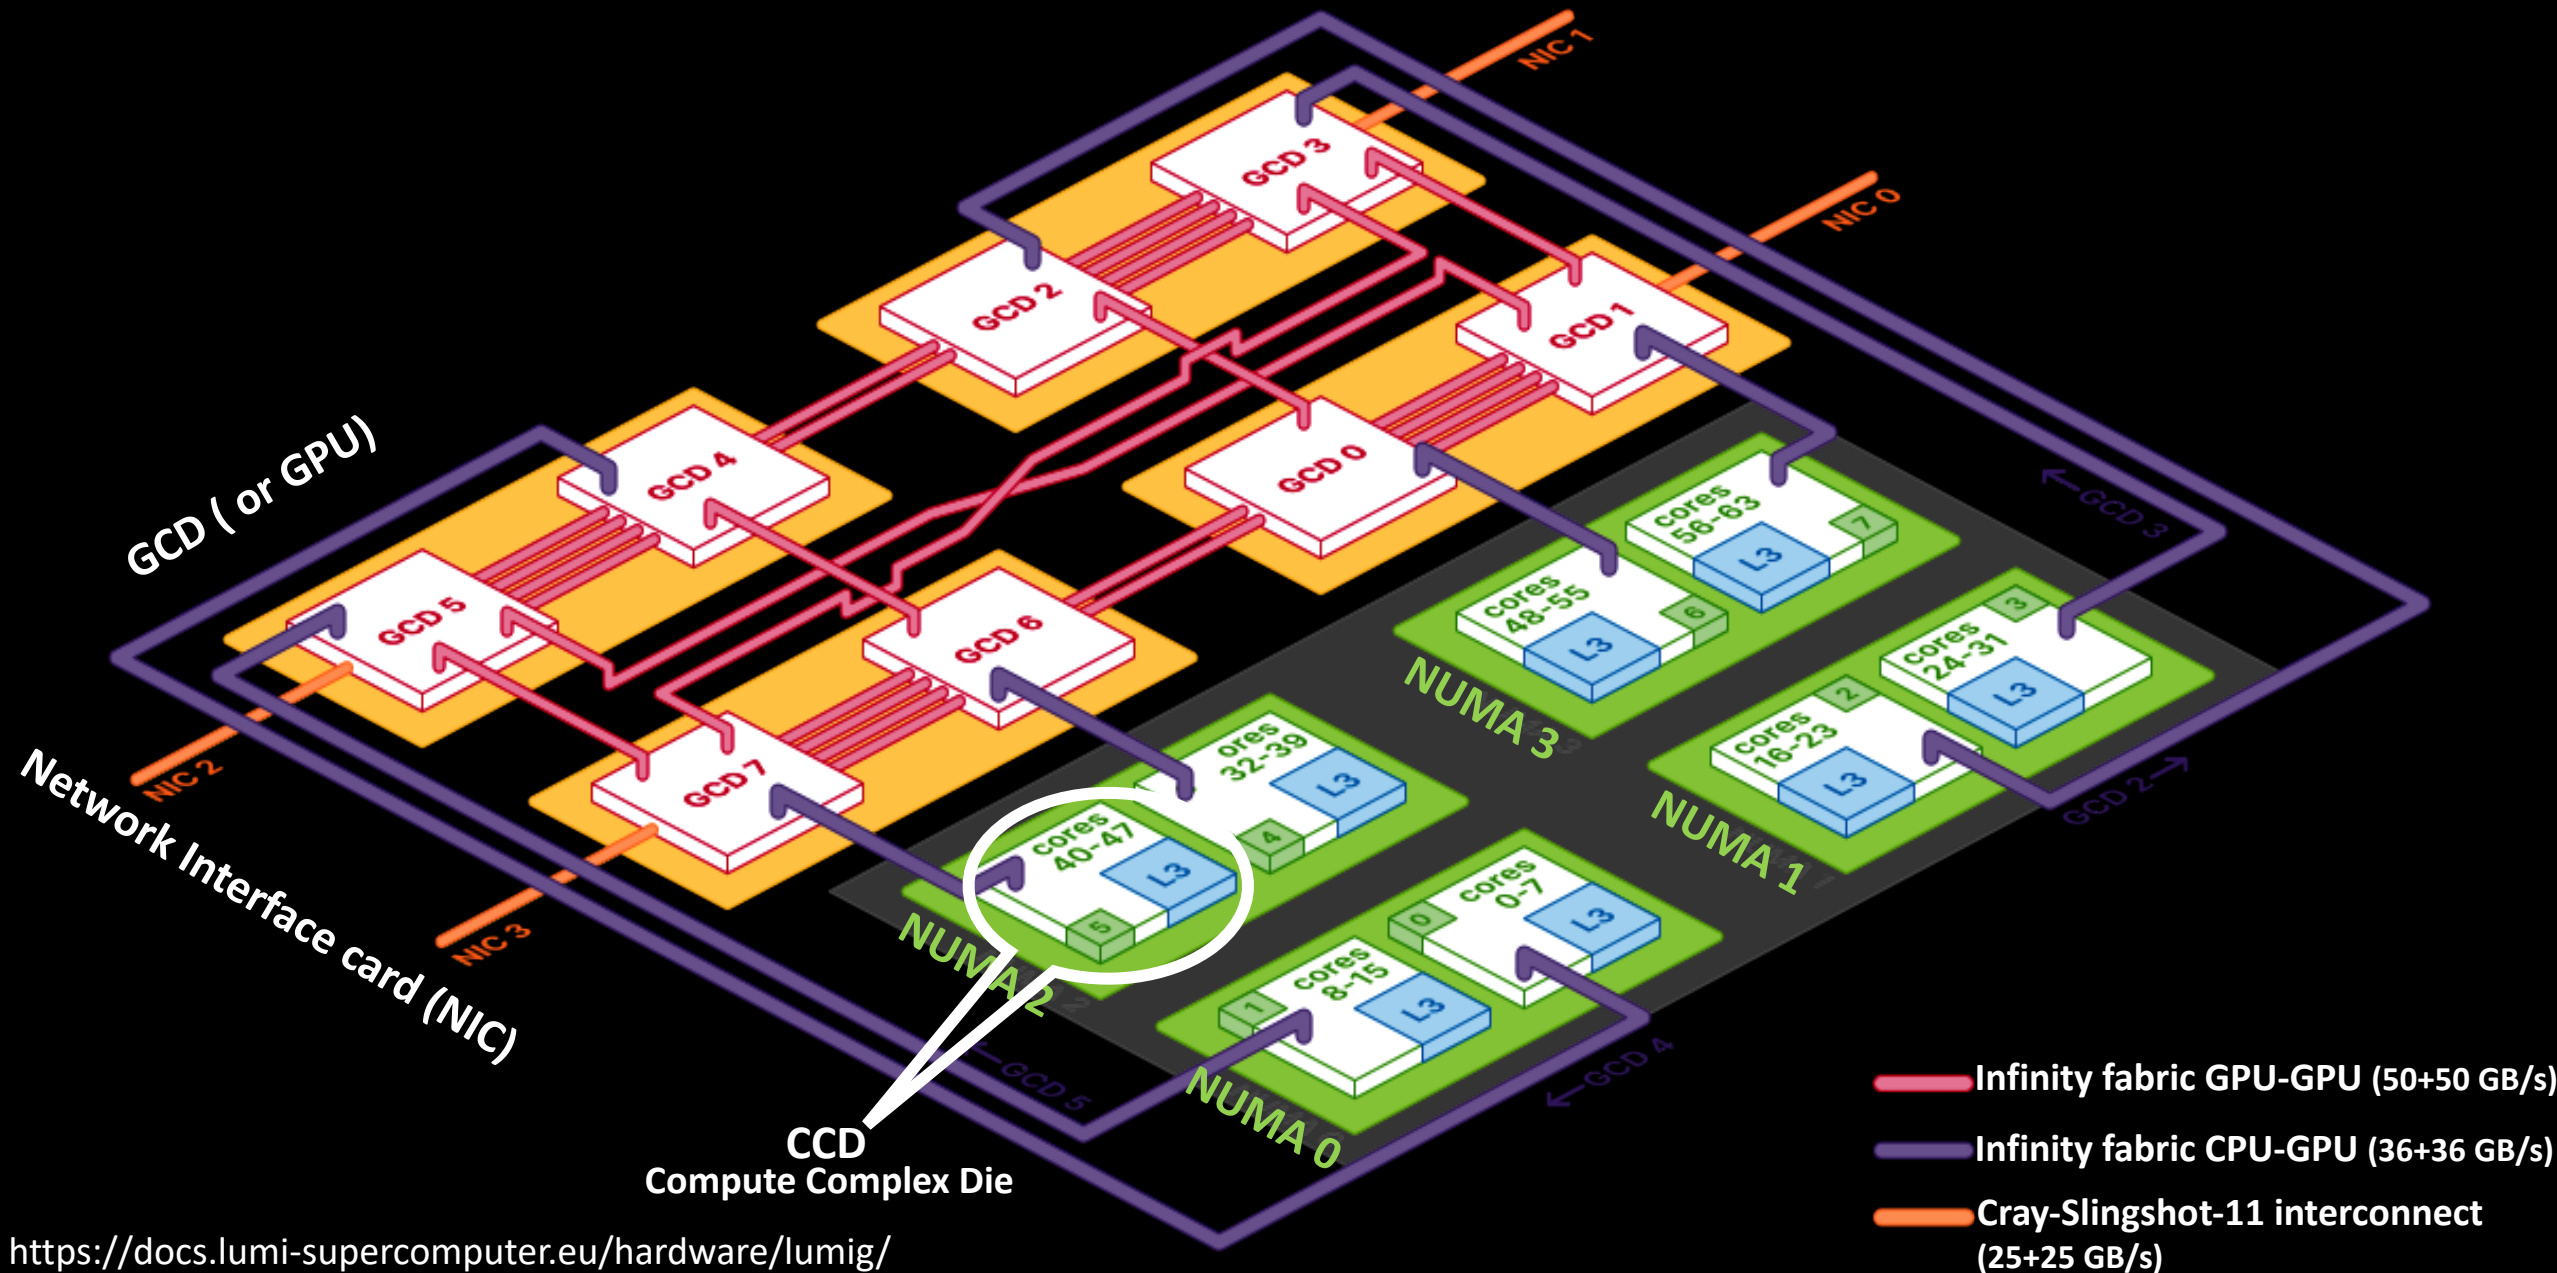 NIC 1
NIC 0
GCD 3
GCD 2
GCD 1
GCD 0
GCD 4
GCD 5
GCD 6
GCD 7
GCD ( or GPU)
Network Interface card (NIC)
NIC 2
NIC 3
cores
56-63
7
L3
cores
48-55
6
L3
NUMA 3
cores
24-31
3
L3
cores
16-23
2
L3
NUMA 1
ores
32-39
4
L3
cores
40-47
5
L3
NUMA 2
cores
0-7
0
L3
cores
8-15
1
L3
NUMA 0
←GCD 3
GCD 2→
←GCD 4
←GCD 5
CCD
Compute Complex Die
Infinity fabric GPU-GPU (50+50 GB/s)
Infinity fabric CPU-GPU (36+36 GB/s)
Cray-Slingshot-11 interconnect
(25+25 GB/s)
https://docs.lumi-supercomputer.eu/hardware/lumig/